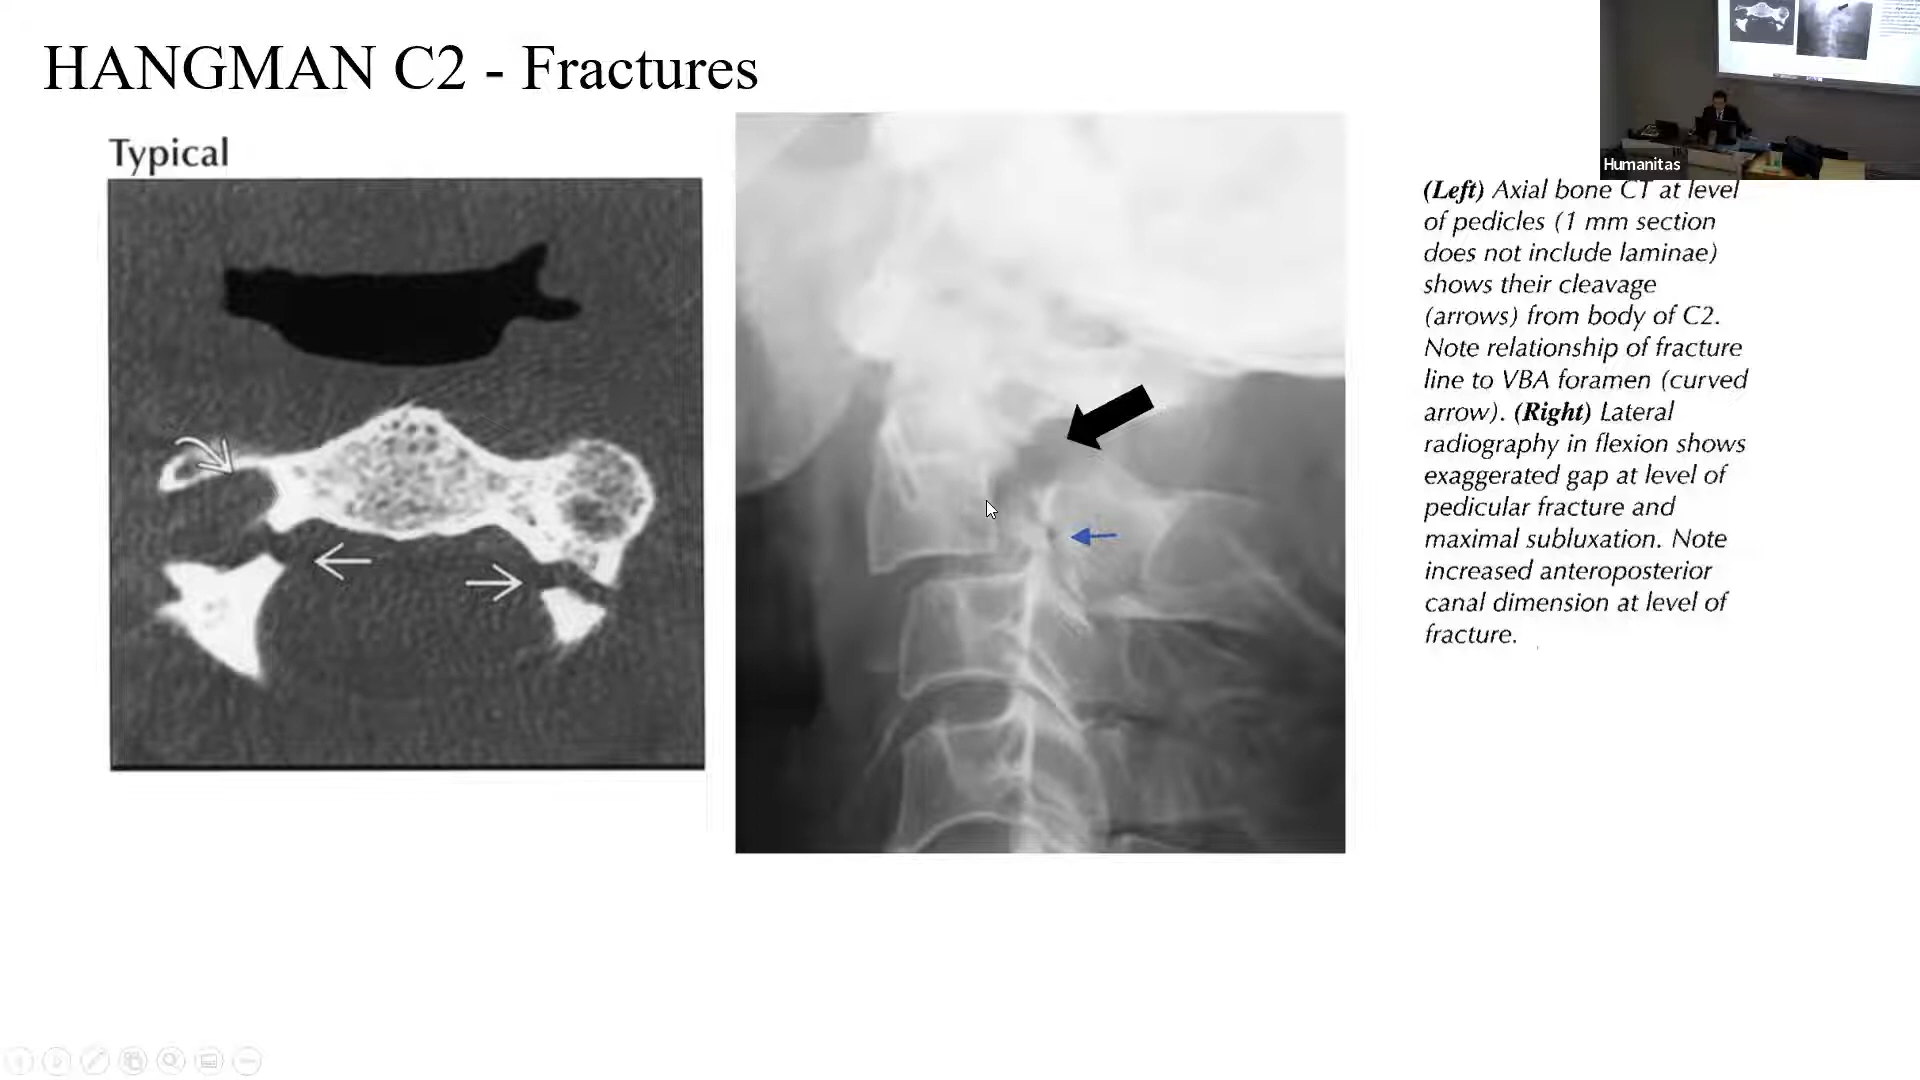 HANGMAN C2 - Fractures
Typical
Humanitas
(Left) Axial bone CT at level
of pedicles (1 mm section
does not include laminae)
shows their cleavage
(arrows) from body of C2.
Note relationship of fracture
line to VBA foramen (curved
arrow). (Right) Lateral
radiography in flexion shows
exaggerated gap at level of
pedicular fracture and
maximal subluxation. Note
increased anteroposterior
canal dimension at level of
fracture.